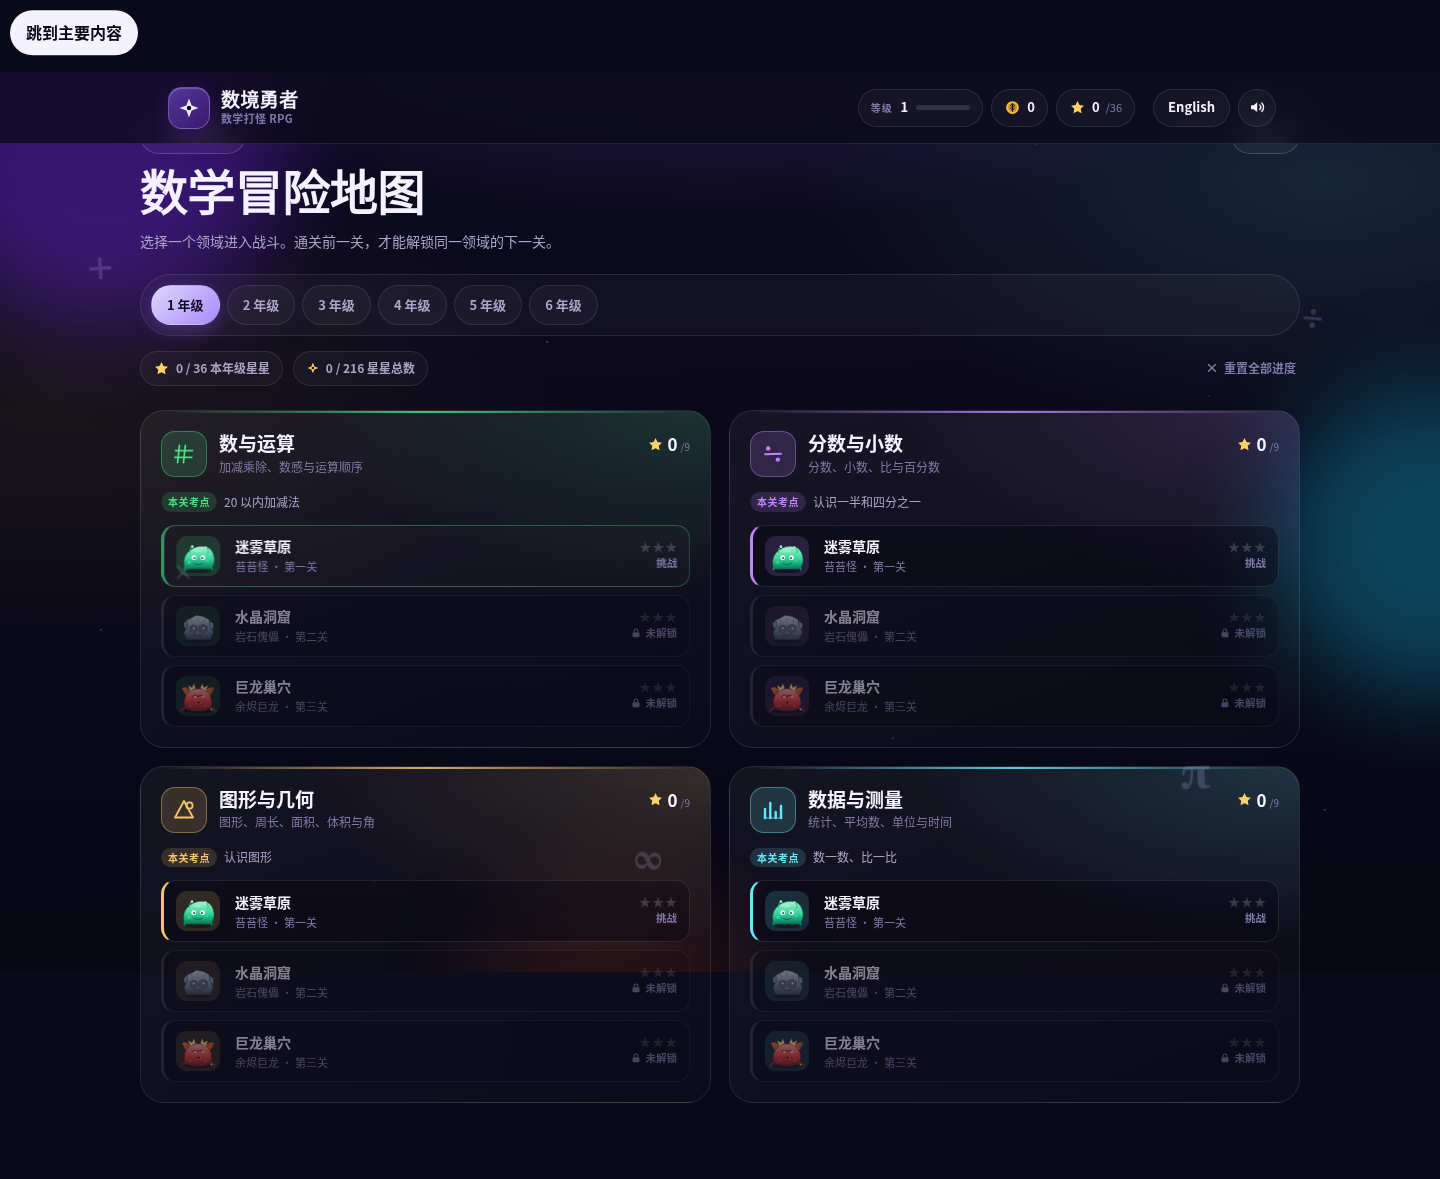 跳到主要内容
数境勇者
数学打怪 RPG
等级 1
0
0 /36
English
数学冒险地图
选择一个领域进入战斗。通关前一关，才能解锁同一领域的下一关。
1 年级
2 年级
3 年级
4 年级
5 年级
6 年级
0 / 36 本年级星星
0 / 216 星星总数
重置全部进度
数与运算
加减乘除、数感与运算顺序
0 /9
本关考点 20 以内加减法
迷雾草原
苔苔怪 · 第一关
挑战
水晶洞窟
岩石傀儡 · 第二关
未解锁
巨龙巢穴
余烬巨龙 · 第三关
未解锁
分数与小数
分数、小数、比与百分数
0 /9
本关考点 认识一半和四分之一
迷雾草原
苔苔怪 · 第一关
挑战
水晶洞窟
岩石傀儡 · 第二关
未解锁
巨龙巢穴
余烬巨龙 · 第三关
未解锁
图形与几何
图形、周长、面积、体积与角
0 /9
本关考点 认识图形
迷雾草原
苔苔怪 · 第一关
挑战
水晶洞窟
岩石傀儡 · 第二关
未解锁
巨龙巢穴
余烬巨龙 · 第三关
未解锁
数据与测量
统计、平均数、单位与时间
0 /9
本关考点 数一数、比一比
迷雾草原
苔苔怪 · 第一关
挑战
水晶洞窟
岩石傀儡 · 第二关
未解锁
巨龙巢穴
余烬巨龙 · 第三关
未解锁
+
÷
×
∞
π